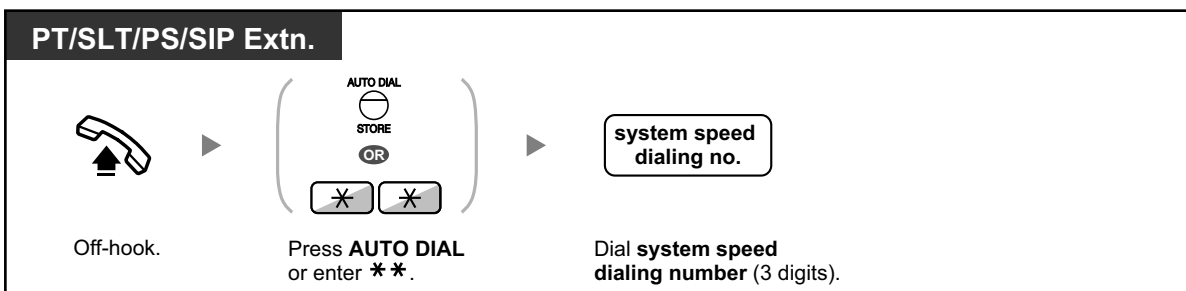 PT/SLT/PS/SIP Extn.
AUTO DIAL
STORE
OR
* *
system speed
dialing no.
Off-hook.
Press AUTO DIAL
or enter **.
Dial system speed
dialing number (3 digits).